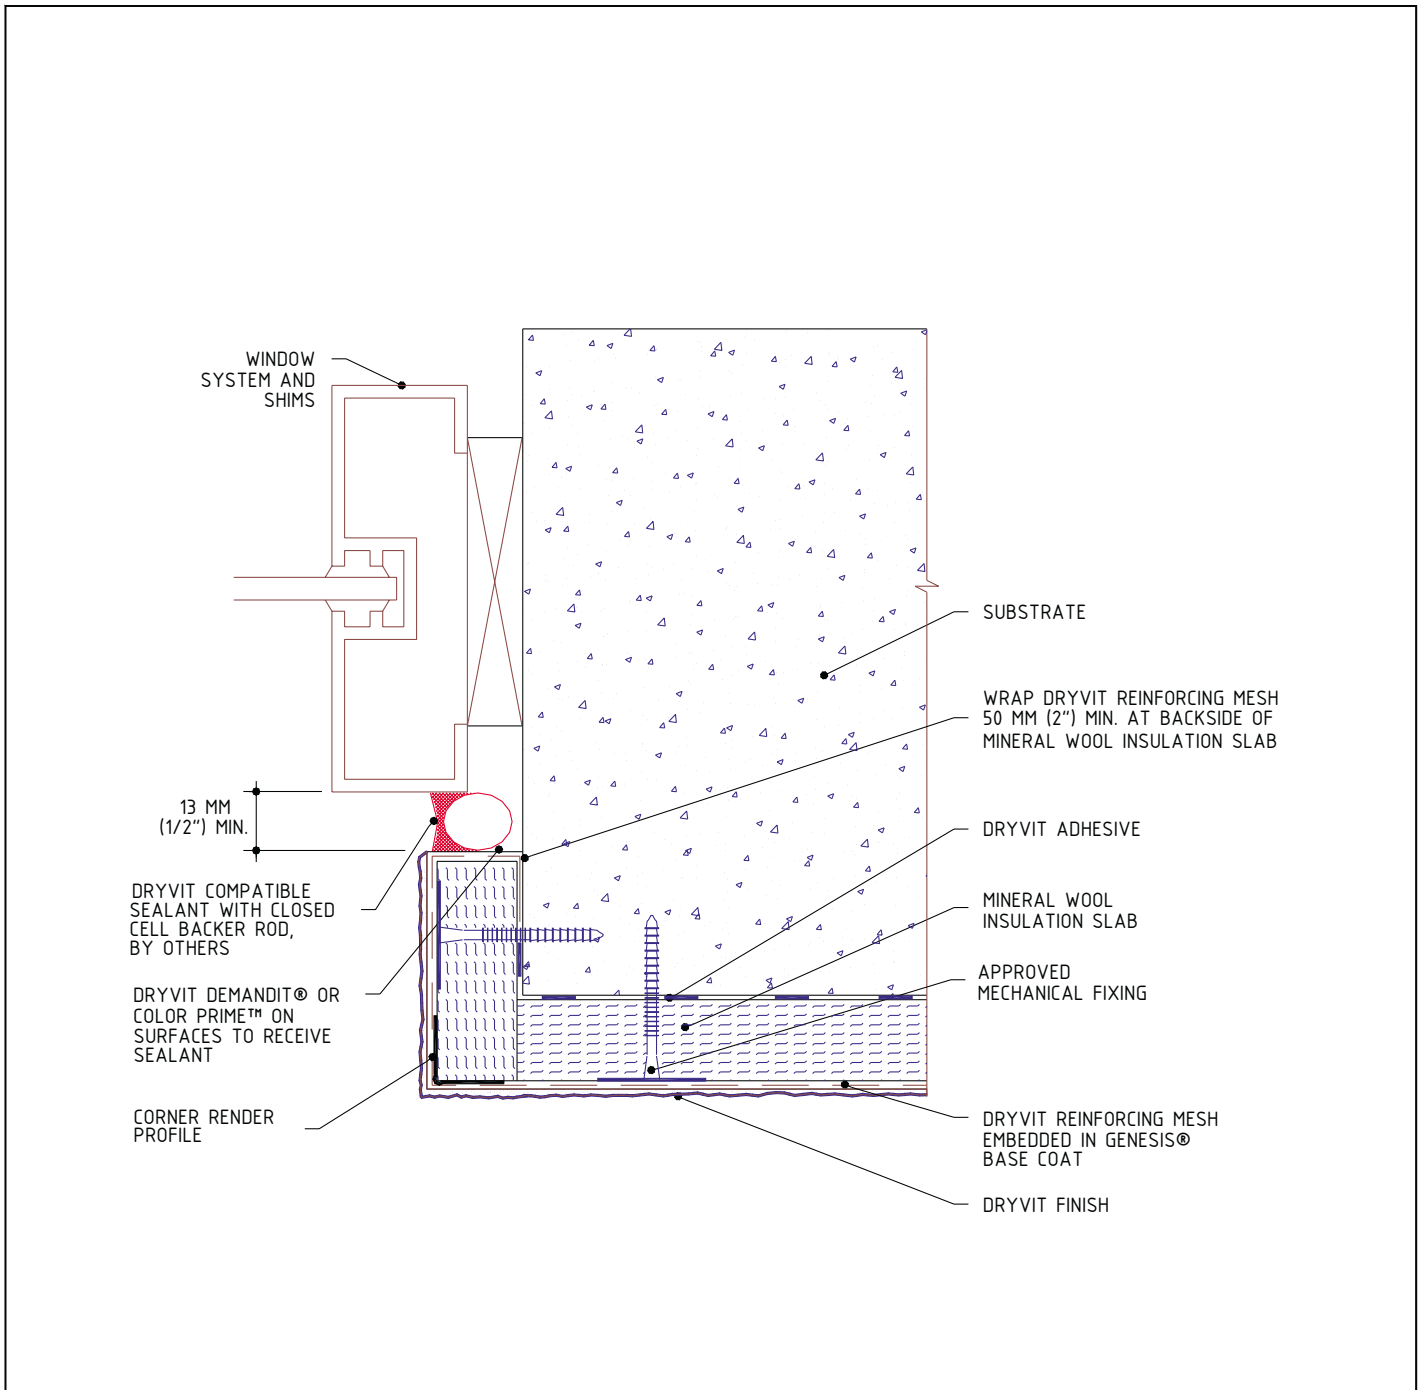 WINDOW
SYSTEM AND
SHIMS
13 MM
(1/2") MIN.
DRYVIT COMPATIBLE
SEALANT WITH CLOSED
CELL BACKER ROD,
BY OTHERS
DRYVIT DEMANDIT® OR
COLOR PRIME™ ON
SURFACES TO RECEIVE
SEALANT
CORNER RENDER
PROFILE
SUBSTRATE
WRAP DRYVIT REINFORCING MESH
50 MM (2") MIN. AT BACKSIDE OF
MINERAL WOOL INSULATION SLAB
DRYVIT ADHESIVE
MINERAL WOOL
INSULATION SLAB
APPROVED
MECHANICAL FIXING
DRYVIT REINFORCING MESH
EMBEDDED IN GENESIS®
BASE COAT
DRYVIT FINISH